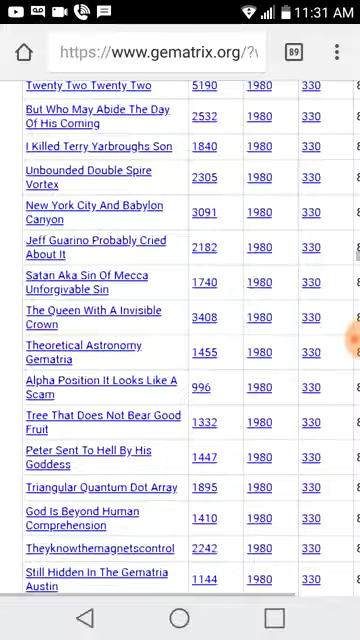 11:31 AM
https://www.gematrix.org/?
89
Twenty Two Twenty Two 5190 1980 330
But Who May Abide The Day
Of His Coming 2532 1980 330
I Killed Terry Yarbroughs Son 1840 1980 330
Unbounded Double Spire
Vortex 2305 1980 330
New York City And Babylon
Canyon 3091 1980 330
Jeff Guarino Probably Cried
About It 2182 1980 330
Satan Aka Sin Of Mecca
Unforgivable Sin 1740 1980 330
The Queen With A Invisible
Crown 3408 1980 330
Theoretical Astronomy
Gematria 1455 1980 330
Alpha Position It Looks Like A
Scam 996 1980 330
Tree That Does Not Bear Good
Fruit 1332 1980 330
Peter Sent To Hell By His
Goddess 1447 1980 330
Triangular Quantum Dot Array 1895 1980 330
God Is Beyond Human
Comprehension 1410 1980 330
Theyknowthemagnetscontrol 2242 1980 330
Still Hidden In The Gematria
Austin 1144 1980 330